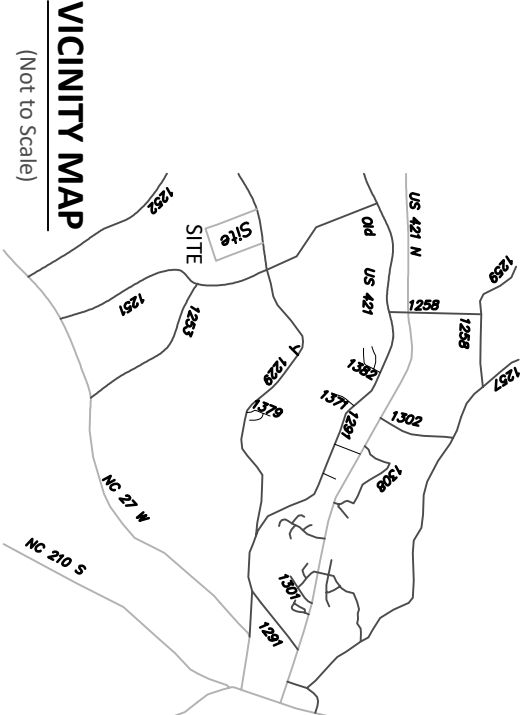 VICINITY MAP
(Not to Scale)
1252
Site
SITE
1251
1253
Old US 421
US 421 N
1259
1258
1258
1257
1382
1229
1371
1379
1291
1302
1308
NC 27 W
NC 210 S
1301
1291